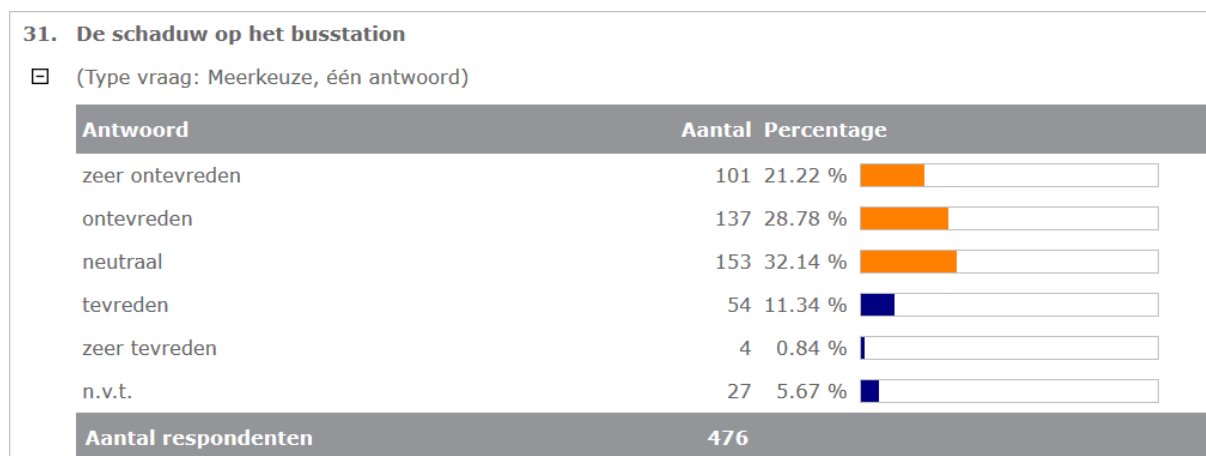 31. De schaduw op het busstation
(Type vraag: Meerkeuze, één antwoord)
Antwoord Aantal Percentage
zeer ontevreden 101 21.22 %
ontevreden 137 28.78 %
neutraal 153 32.14 %
tevreden 54 11.34 %
zeer tevreden 4 0.84 %
n.v.t. 27 5.67 %
Aantal respondenten 476